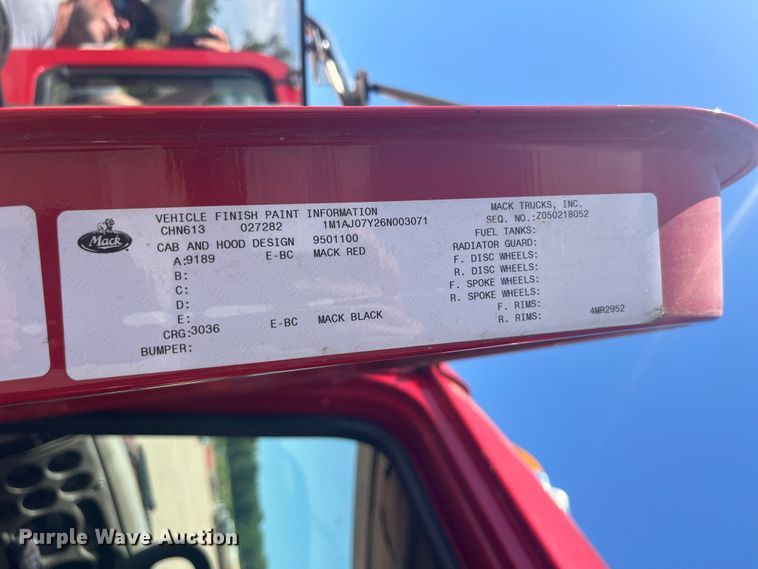 Mack
VEHICLE FINISH PAINT INFORMATION
MACK TRUCKS, INC.
CHN613 027282 1M1AJ07Y26N003071
SEQ. NO.:Z050218052
CAB AND HOOD DESIGN 9501100
FUEL TANKS:
A:9189 E-BC MACK RED
RADIATOR GUARD:
B:
F. DISC WHEELS:
C:
R. DISC WHEELS:
D:
F. SPOKE WHEELS:
E:
R. SPOKE WHEELS:
CRG:3036 E-BC MACK BLACK
F. RIMS:
BUMPER:
R. RIMS:
4MR2952
Purple Wave Auction